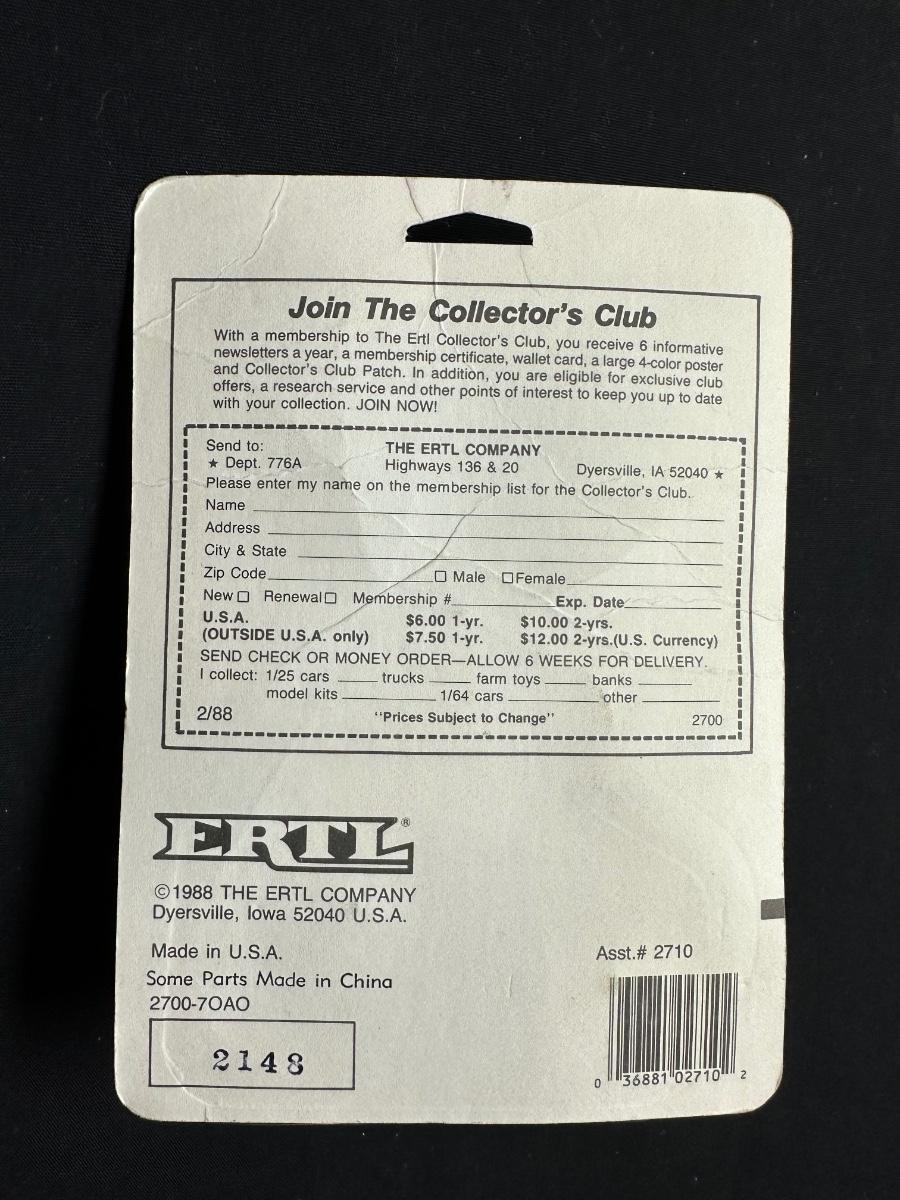 Join The Collector's Club
With a membership to The Ertl Collector's Club, you receive 6 informative
newsletters a year, a membership certificate, wallet card, a large 4-color poster
and Collector's Club Patch. In addition, you are eligible for exclusive club
offers, a research service and other points of interest to keep you up to date
with your collection. JOIN NOW!
Send to: THE ERTL COMPANY
★ Dept. 776A Highways 136 & 20 Dyersville, IA 52040 ★
Please enter my name on the membership list for the Collector's Club.
Name
Address
City & State
Zip Code ☐ Male ☐ Female
New ☐ Renewal ☐ Membership # Exp. Date
U.S.A. $6.00 1-yr. $10.00 2-yrs.
(OUTSIDE U.S.A. only) $7.50 1-yr. $12.00 2-yrs.(U.S. Currency)
SEND CHECK OR MONEY ORDER—ALLOW 6 WEEKS FOR DELIVERY.
I collect: 1/25 cars trucks farm toys banks
model kits 1/64 cars other
2/88 "Prices Subject to Change" 2700
ERTL®
©1988 THE ERTL COMPANY
Dyersville, Iowa 52040 U.S.A.
Made in U.S.A.
Some Parts Made in China
2700-7OAO
2148
Asst.# 2710
0 36881 02710 2